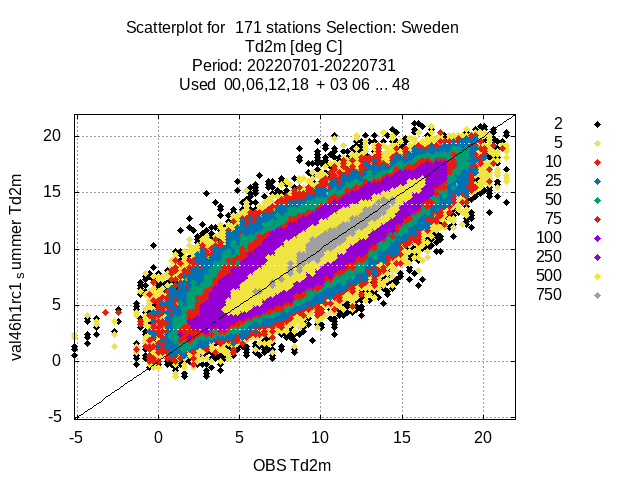 Scatterplot for 171 stations Selection: Sweden
Td2m [deg C]
Period: 20220701-20220731
Used 00,06,12,18 + 03 06 ... 48
20
15
10
5
0
-5
-5 0 5 10 15 20
val46h1rc1 s ummer Td2m
OBS Td2m
2
5
10
25
50
75
100
250
500
750